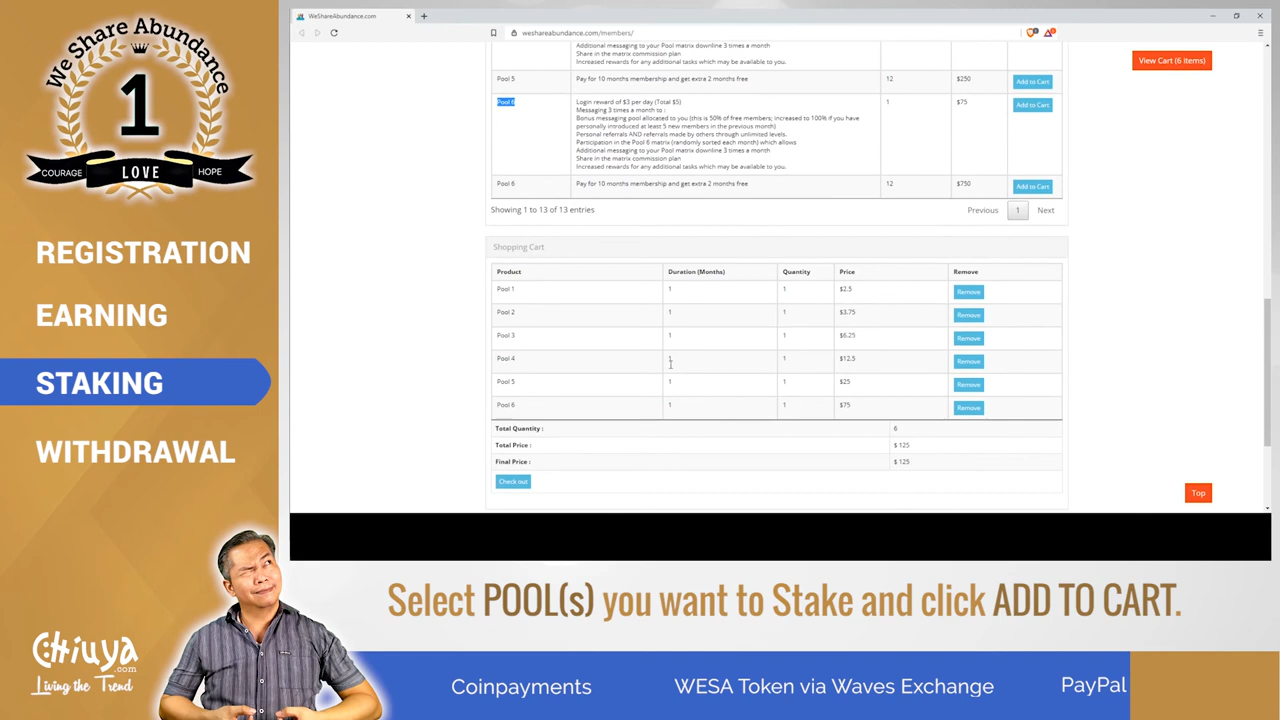 We Share Abundance
1
COURAGE LOVE HOPE
REGISTRATION
EARNING
STAKING
WITHDRAWAL
CHiuya
.com
Living the Trend
WeShareAbundance.com
weshareabundance.com/members/
View Cart (6 items)
Additional messaging to your Pool matrix downline 3 times a month
Share in the matrix commission plan
Increased rewards for any additional tasks which may be available to you.
Pool 5 Pay for 10 months membership and get extra 2 months free 12 $250 Add to Cart
Pool 6 Login reward of $3 per day (Total $5) 1 $75 Add to Cart
Messaging 3 times a month to :
Bonus messaging pool allocated to you (this is 50% of free members; increased to 100% if you have
personally introduced at least 5 new members in the previous month)
Personal referrals AND referrals made by others through unlimited levels.
Participation in the Pool 6 matrix (randomly sorted each month) which allows
Additional messaging to your Pool matrix downline 3 times a month
Share in the matrix commission plan
Increased rewards for any additional tasks which may be available to you.
Pool 6 Pay for 10 months membership and get extra 2 months free 12 $750 Add to Cart
Showing 1 to 13 of 13 entries Previous 1 Next
Shopping Cart
Product Duration (Months) Quantity Price Remove
Pool 1 1 1 $2.5 Remove
Pool 2 1 1 $3.75 Remove
Pool 3 1 1 $6.25 Remove
Pool 4 1 1 $12.5 Remove
Pool 5 1 1 $25 Remove
Pool 6 1 1 $75 Remove
Total Quantity : 6
Total Price : $ 125
Final Price : $ 125
Check out
Top
Select POOL(s) you want to Stake and click ADD TO CART.
Coinpayments WESA Token via Waves Exchange PayPal